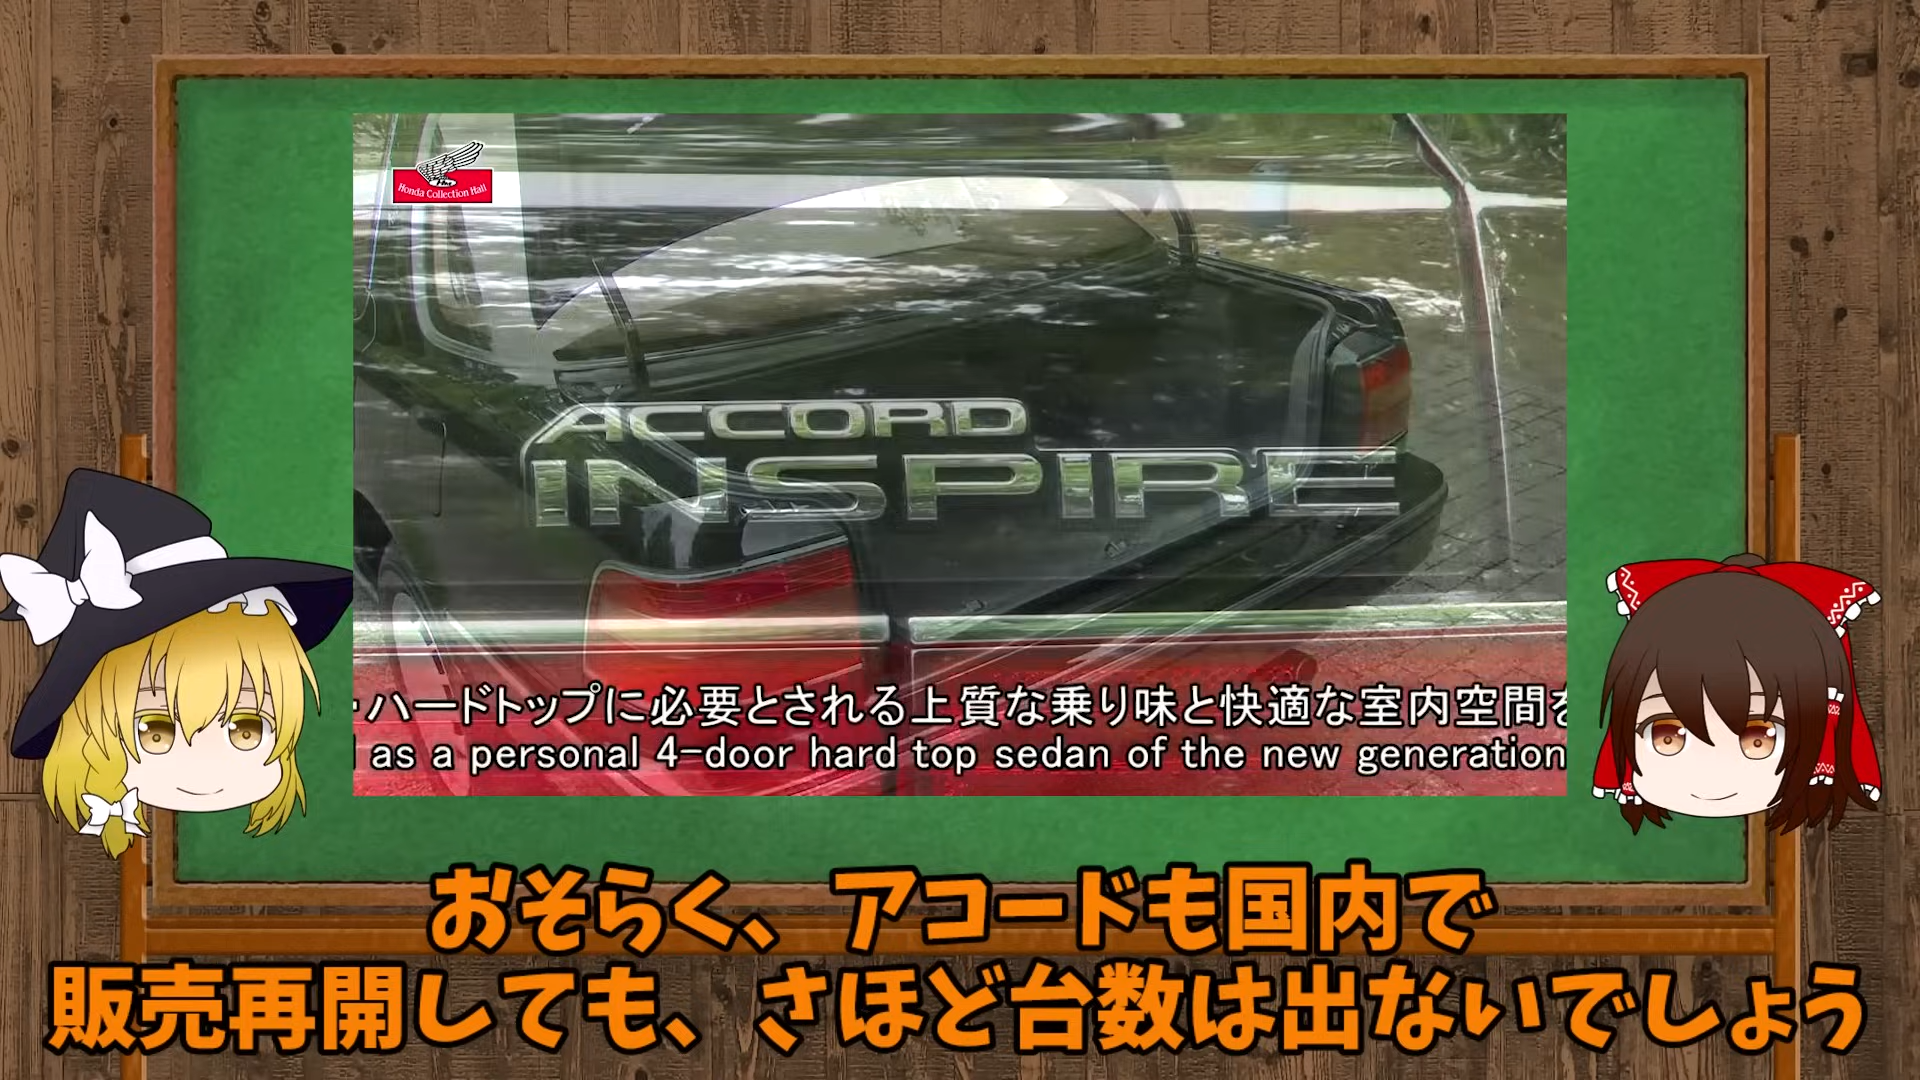 Honda Collection Hall
ACCORD
INSPIRE
・ハードトップに必要とされる上質な乗り味と快適な室内空間を
as a personal 4-door hard top sedan of the new generation
おそらく、アコードも国内で
販売再開しても、さほど台数は出ないでしょう